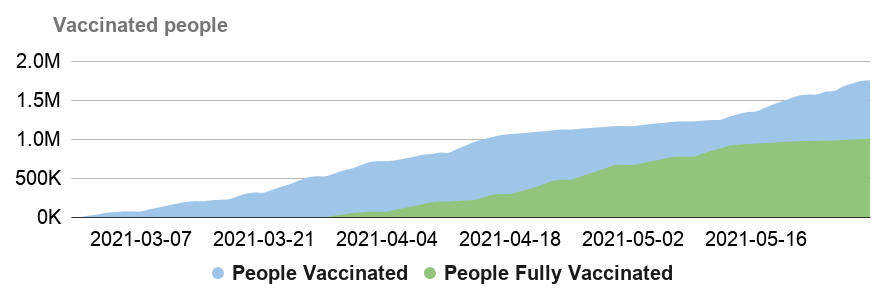 Vaccinated people
2.0M
1.5M
1.0M
500K
0K
2021-03-07 2021-03-21 2021-04-04 2021-04-18 2021-05-02 2021-05-16
People Vaccinated People Fully Vaccinated